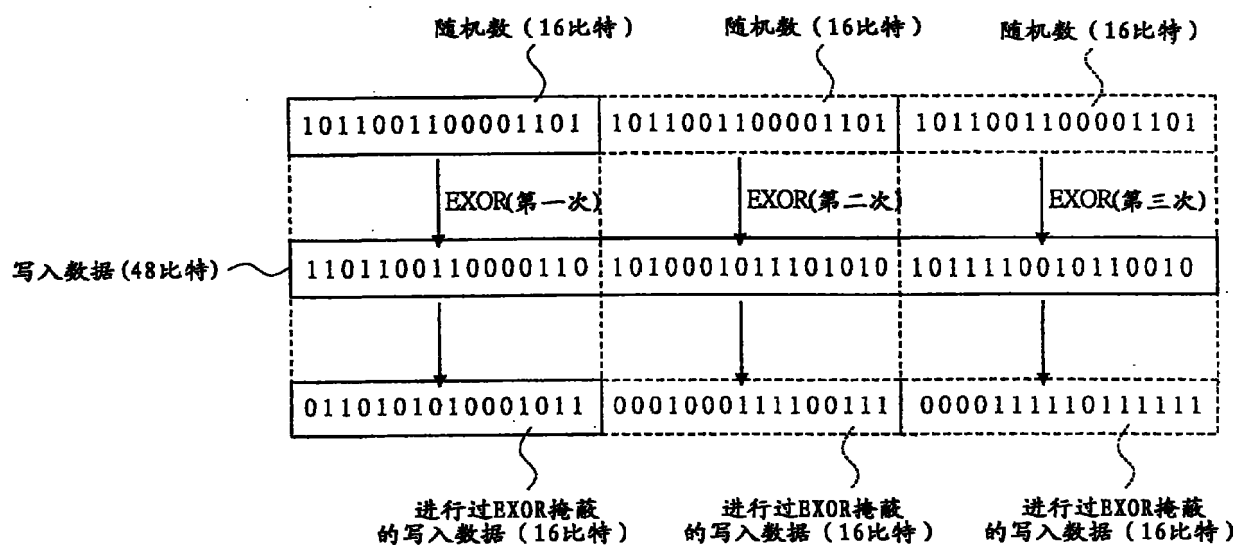 随机数（16比特） 随机数（16比特） 随机数（16比特）
1011001100001101 1011001100001101 1011001100001101
EXOR(第一次) EXOR(第二次) EXOR(第三次)
写入数据(48比特) 1101100110000110 1010001011101010 1011110010110010
0110101010001011 0001000111100111 0000111110111111
进行过EXOR掩蔽 进行过EXOR掩蔽 进行过EXOR掩蔽
的写入数据（16比特） 的写入数据（16比特） 的写入数据（16比特）